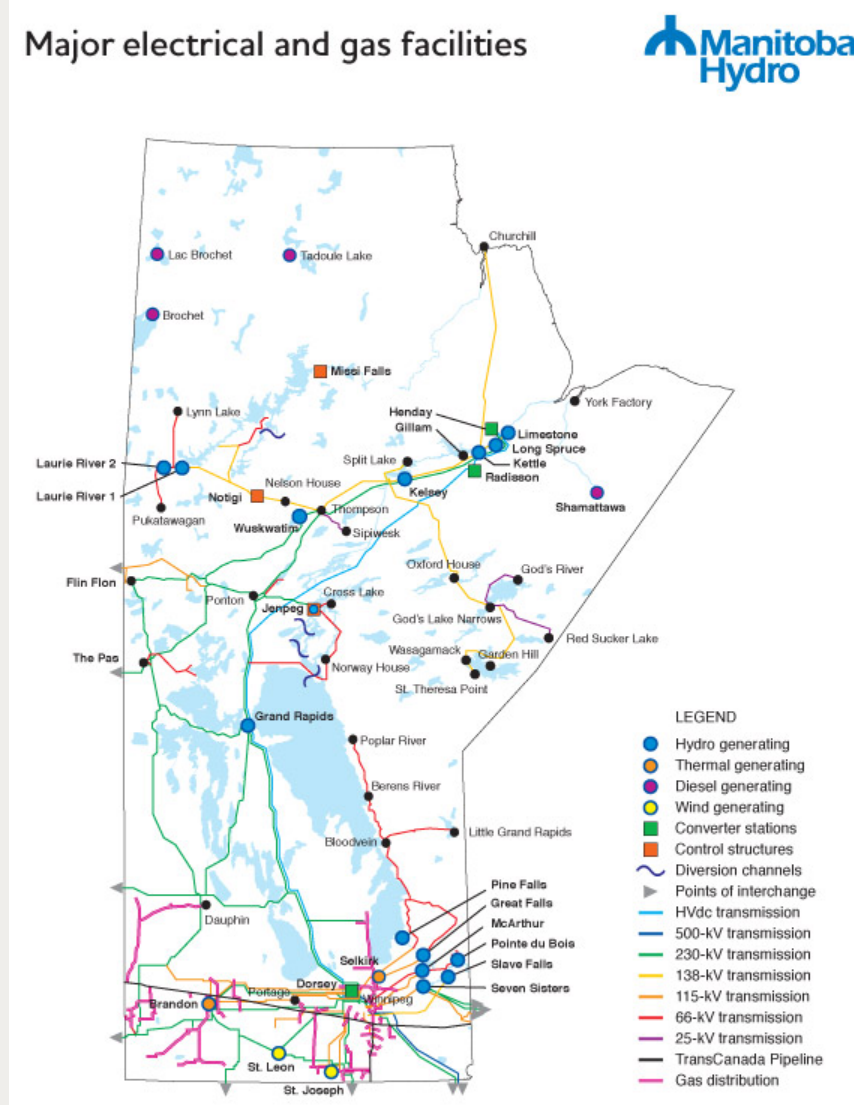 Major electrical and gas facilities
Manitoba
Hydro
Churchill
Lac Brochet
Tadoule Lake
Brochet
Missi Falls
Lynn Lake
York Factory
Henday
Gillam
Limestone
Long Spruce
Kettle
Radisson
Split Lake
Laurie River 2
Laurie River 1
Nelson House
Notigi
Kelsey
Shamattawa
Pukatawagan
Wuskwatim
Thompson
Sipiwesk
Oxford House
God's River
Flin Flon
Ponton
Cross Lake
Jenpeg
God's Lake Narrows
Red Sucker Lake
The Pas
Norway House
Wasagamack
Garden Hill
St. Theresa Point
Grand Rapids
Poplar River
Berens River
Bloodvein
Little Grand Rapids
Dauphin
Pine Falls
Great Falls
McArthur
Pointe du Bois
Slave Falls
Seven Sisters
Selkirk
Dorsey
Winnipeg
Portage
Brandon
St. Leon
St. Joseph
LEGEND
Hydro generating
Thermal generating
Diesel generating
Wind generating
Converter stations
Control structures
Diversion channels
Points of interchange
HVdc transmission
500-kV transmission
230-kV transmission
138-kV transmission
115-kV transmission
66-kV transmission
25-kV transmission
TransCanada Pipeline
Gas distribution